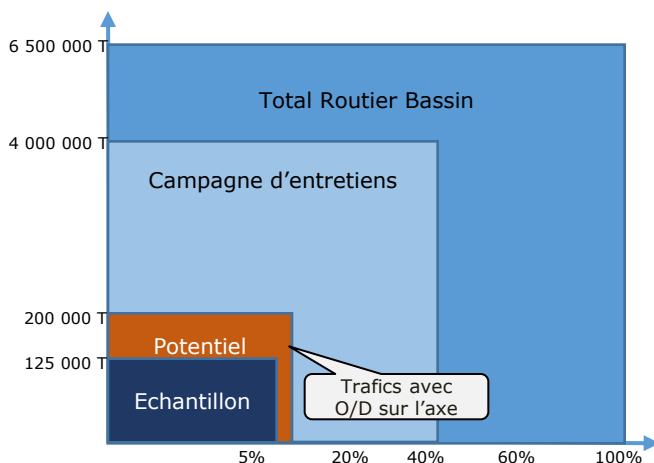 6 500 000 T
Total Routier Bassin
4 000 000 T
Campagne d'entretiens
200 000 T
Potentiel
125 000 T
Trafics avec
O/D sur l'axe
Echantillon
5% 20% 40% 60% 100%